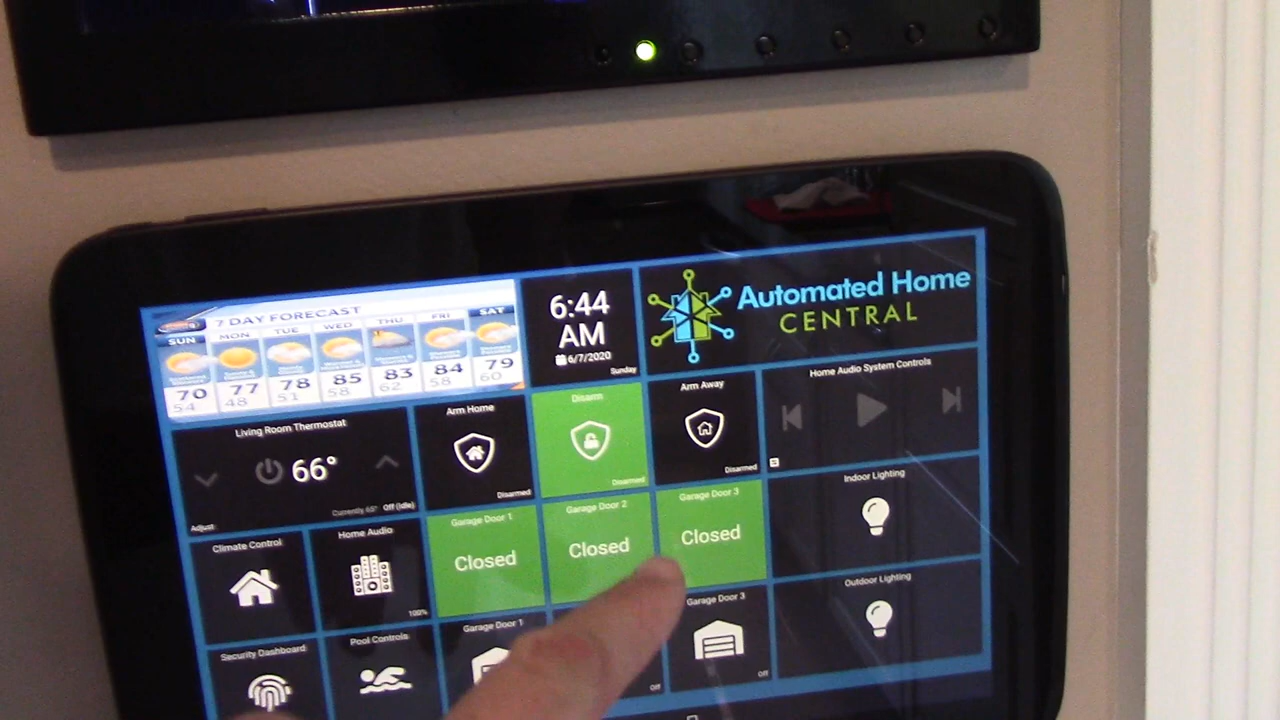 7 DAY FORECAST
SUN MON TUE WED THU FRI SAT
70 77 78 85 83 84 79
54 48 51 58 62 58 60
6:44
AM
6/7/2020
Sunday
Automated Home
CENTRAL
Living Room Thermostat
66°
Currently 65° Off (Idle)
Adjust
Arm Home
Disarmed
Disarm
Disarmed
Arm Away
Disarmed
Home Audio System Controls
Climate Control
Home Audio
100%
Garage Door 1
Closed
Garage Door 2
Closed
Garage Door 3
Closed
Indoor Lighting
Security Dashboard
Pool Controls
Garage Door 1
Off
Garage Door 3
Off
Outdoor Lighting